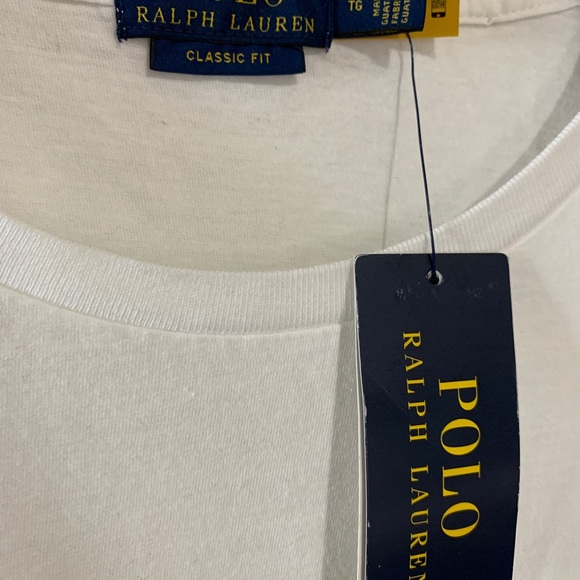 RALPH LAUREN
CLASSIC FIT
TG
POLO
RALPH LAUREN